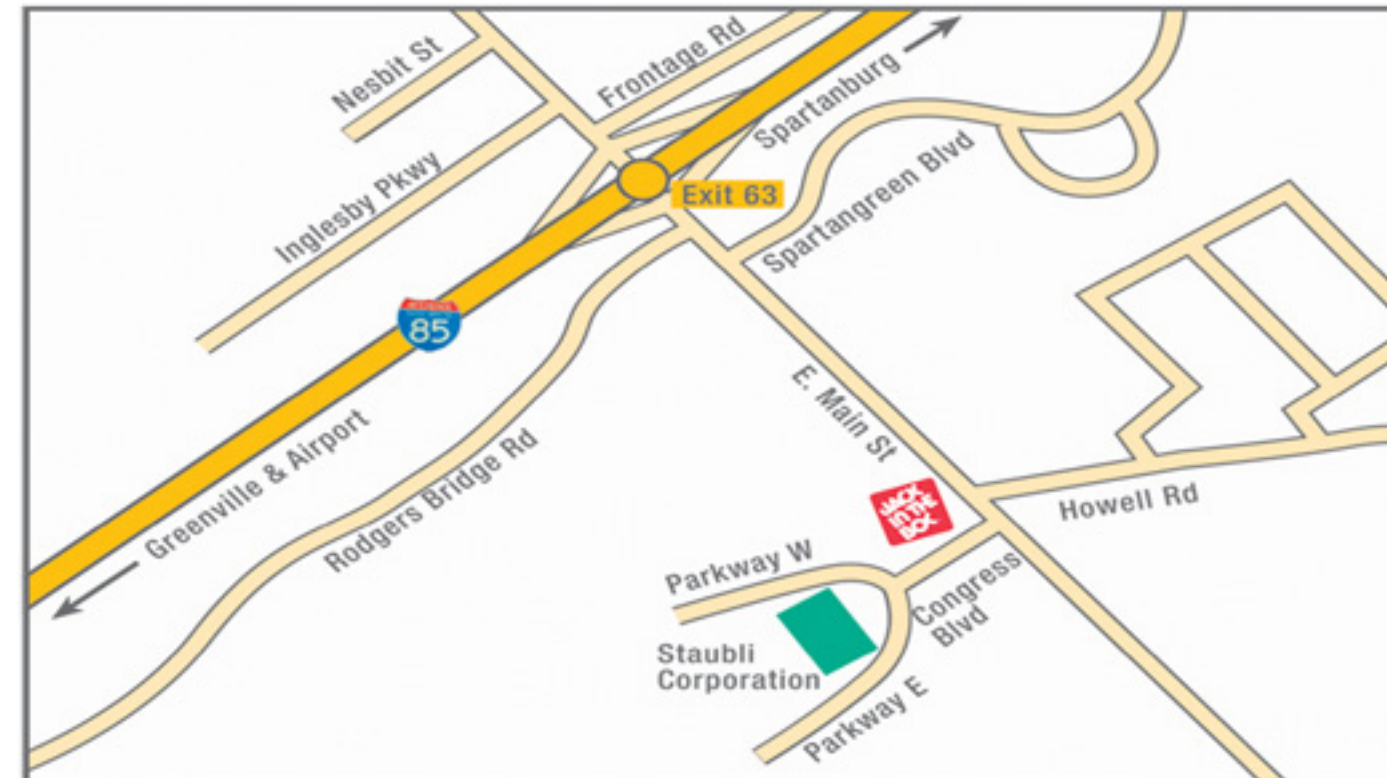 Nesbit St
Frontage Rd
Spartanburg
Inglesby Pkwy
Exit 63
Spartangreen Blvd
85
E. Main St
Greenville & Airport
Rodgers Bridge Rd
JACK
IN THE
BOX
Howell Rd
Parkway W
Congress
Blvd
Staubli
Corporation
Parkway E